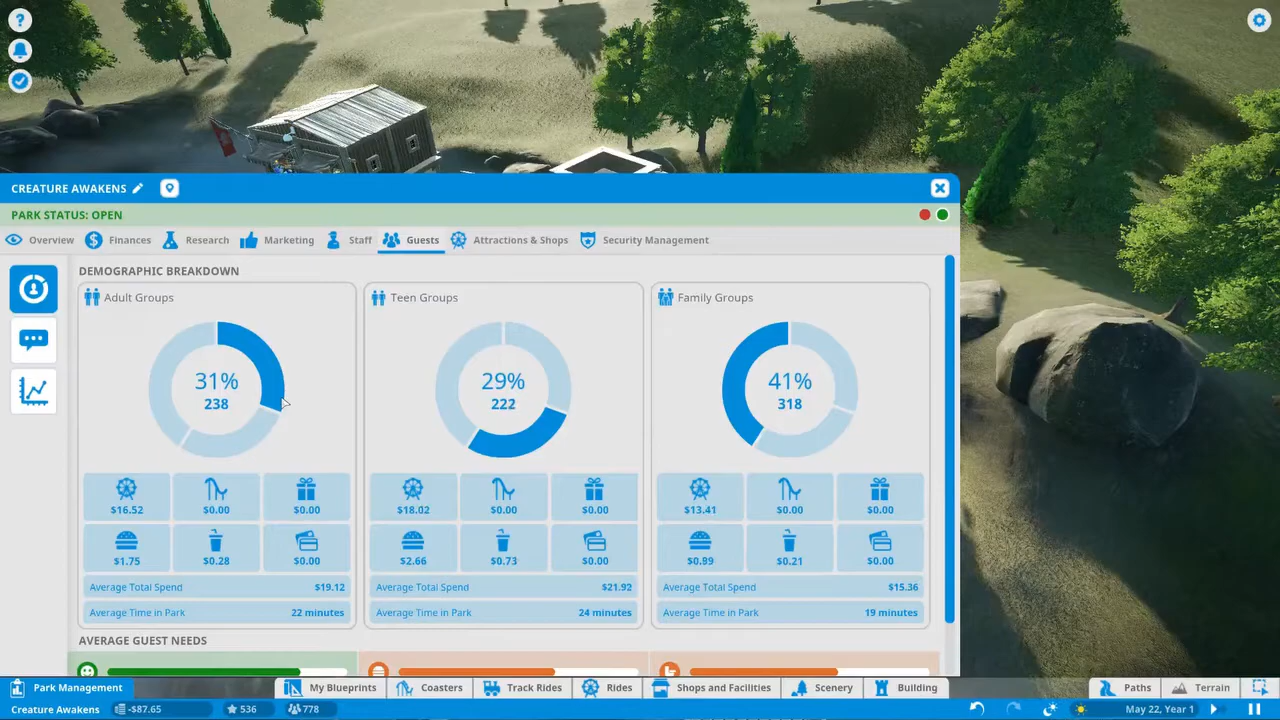 ?
CREATURE AWAKENS
PARK STATUS: OPEN
Overview Finances Research Marketing Staff Guests Attractions & Shops Security Management
DEMOGRAPHIC BREAKDOWN
Adult Groups
31%
238
$16.52 $0.00 $0.00
$1.75 $0.28 $0.00
Average Total Spend $19.12
Average Time in Park 22 minutes
Teen Groups
29%
222
$18.02 $0.00 $0.00
$2.66 $0.73 $0.00
Average Total Spend $21.92
Average Time in Park 24 minutes
Family Groups
41%
318
$13.41 $0.00 $0.00
$0.99 $0.21 $0.00
Average Total Spend $15.36
Average Time in Park 19 minutes
AVERAGE GUEST NEEDS
Park Management My Blueprints Coasters Track Rides Rides Shops and Facilities Scenery Building Paths Terrain
Creature Awakens -$87.65 536 778 May 22, Year 1